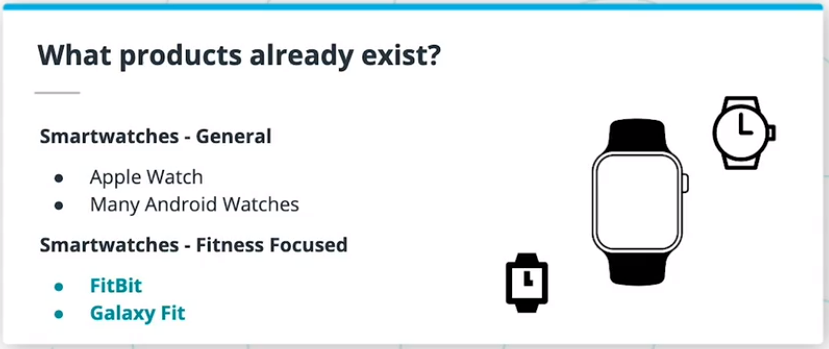 What products already exist?
Smartwatches - General
● Apple Watch
● Many Android Watches
Smartwatches - Fitness Focused
● FitBit
● Galaxy Fit